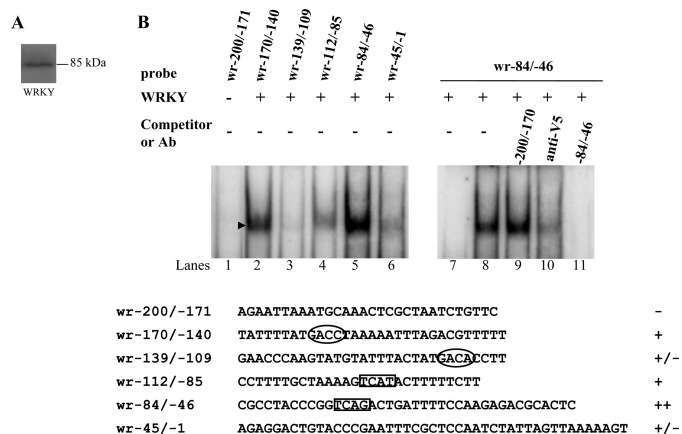 A
85 kDa
WRKY
B
probe
wr-200/-171
wr-170/-140
wr-139/-109
wr-112/-85
wr-84/-46
wr-45/-1
wr-84/-46
WRKY - + + + + + + + + + +
Competitor or Ab - - - - - - - - -200/-170 anti-V5 -84/-46
Lanes 1 2 3 4 5 6 7 8 9 10 11
wr-200/-171 AGAATTAAATGCAAACTCGCTAATCTGTTC -
wr-170/-140 TATTTTATGACCTAAAAATTTAGACGTTTTT +
wr-139/-109 GAACCCAAGTATGTATTTACTATGACACCTT +/-
wr-112/-85 CCTTTTGCTAAAAGTCATACTTTTTCTT +
wr-84/-46 CGCCTACCCGGTCAGACTGATTTTCCAAGAGACGCACTC ++
wr-45/-1 AGAGGACTGTACCCGAATTTCGCTCCAATCTATTAGTTAAAAAGT +/-